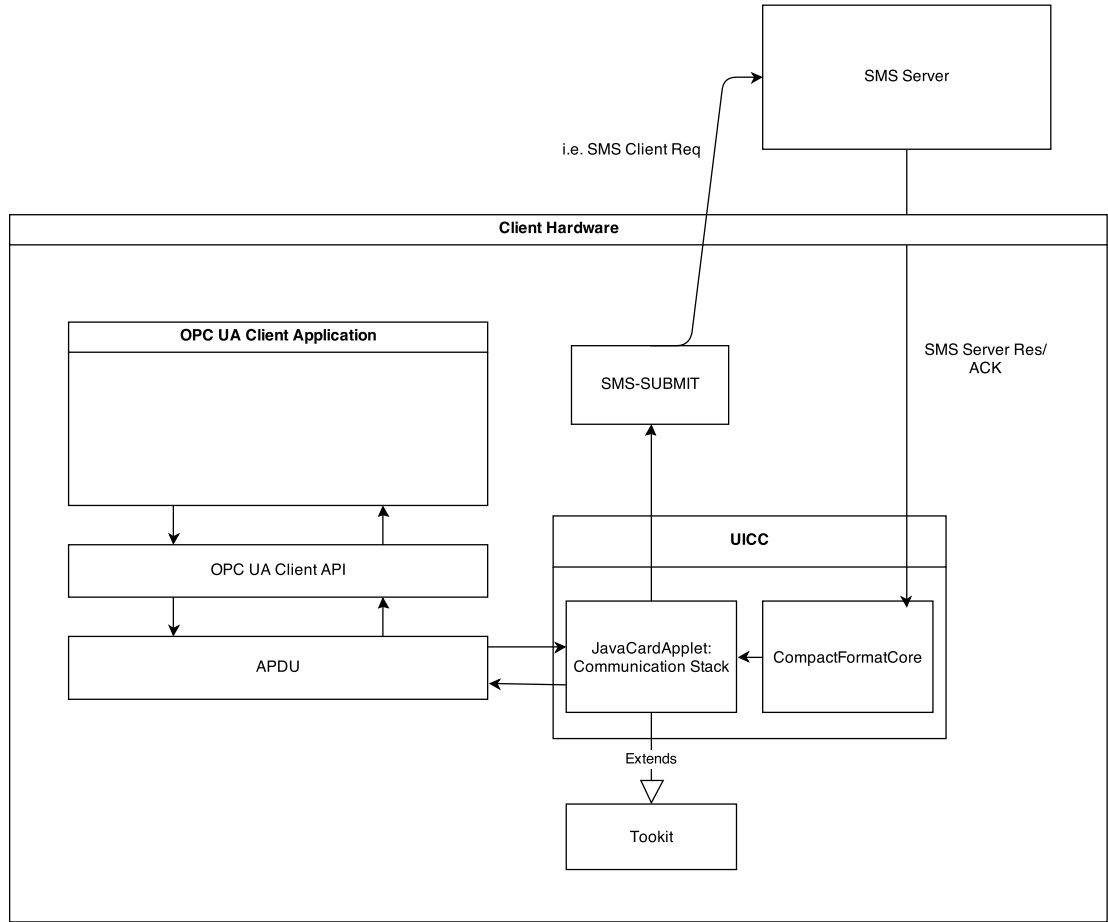 SMS Server
i.e. SMS Client Req
Client Hardware
OPC UA Client Application
SMS Server Res/
ACK
SMS-SUBMIT
UICC
OPC UA Client API
JavaCardApplet:
Communication Stack
CompactFormatCore
APDU
Extends
Tookit